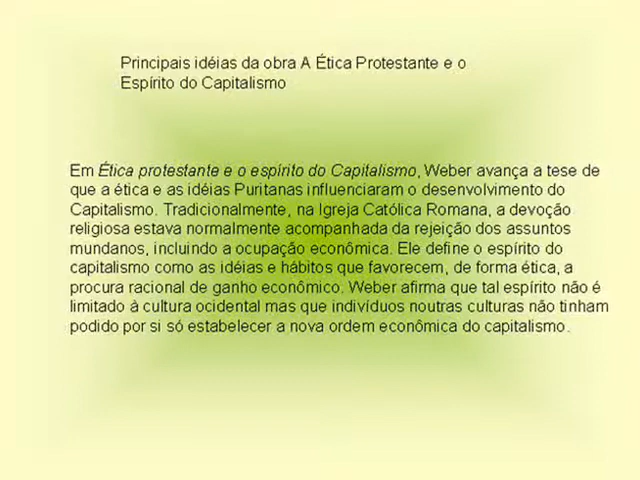 Principais idéias da obra A Ética Protestante e o
Espírito do Capitalismo
Em Ética protestante e o espírito do Capitalismo, Weber avança a tese de
que a ética e as idéias Puritanas influenciaram o desenvolvimento do
Capitalismo. Tradicionalmente, na Igreja Católica Romana, a devoção
religiosa estava normalmente acompanhada da rejeição dos assuntos
mundanos, incluindo a ocupação econômica. Ele define o espírito do
capitalismo como as idéias e hábitos que favorecem, de forma ética, a
procura racional de ganho econômico. Weber afirma que tal espírito não é
limitado à cultura ocidental mas que indivíduos noutras culturas não tinham
podido por si só estabelecer a nova ordem econômica do capitalismo.